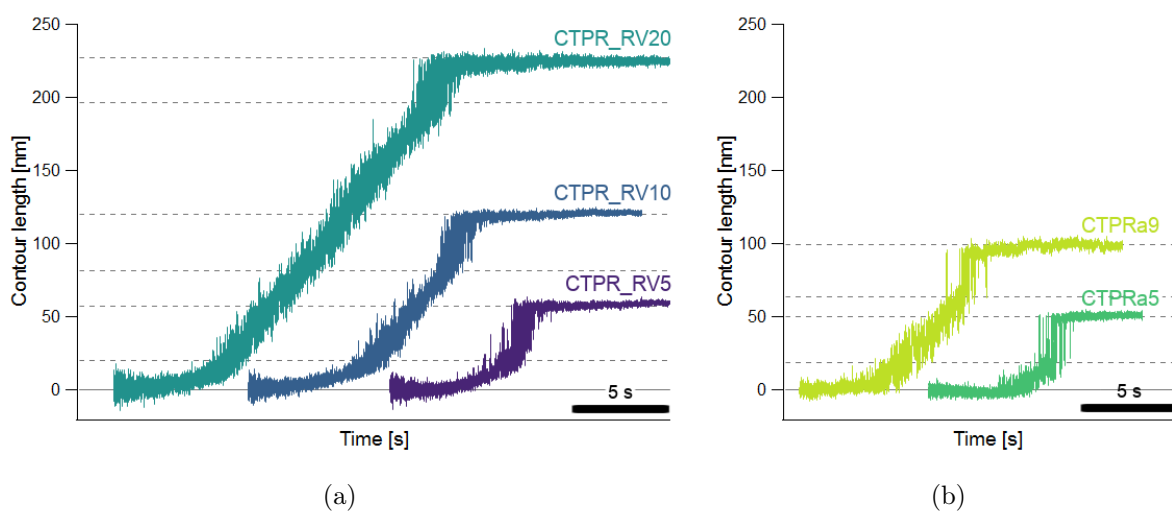 250
200
150
100
50
0
Contour length [nm]
CTPR_RV20
CTPR_RV10
CTPR_RV5
5 s
Time [s]
(a)
250
200
150
100
50
0
Contour length [nm]
CTPRa9
CTPRa5
5 s
Time [s]
(b)